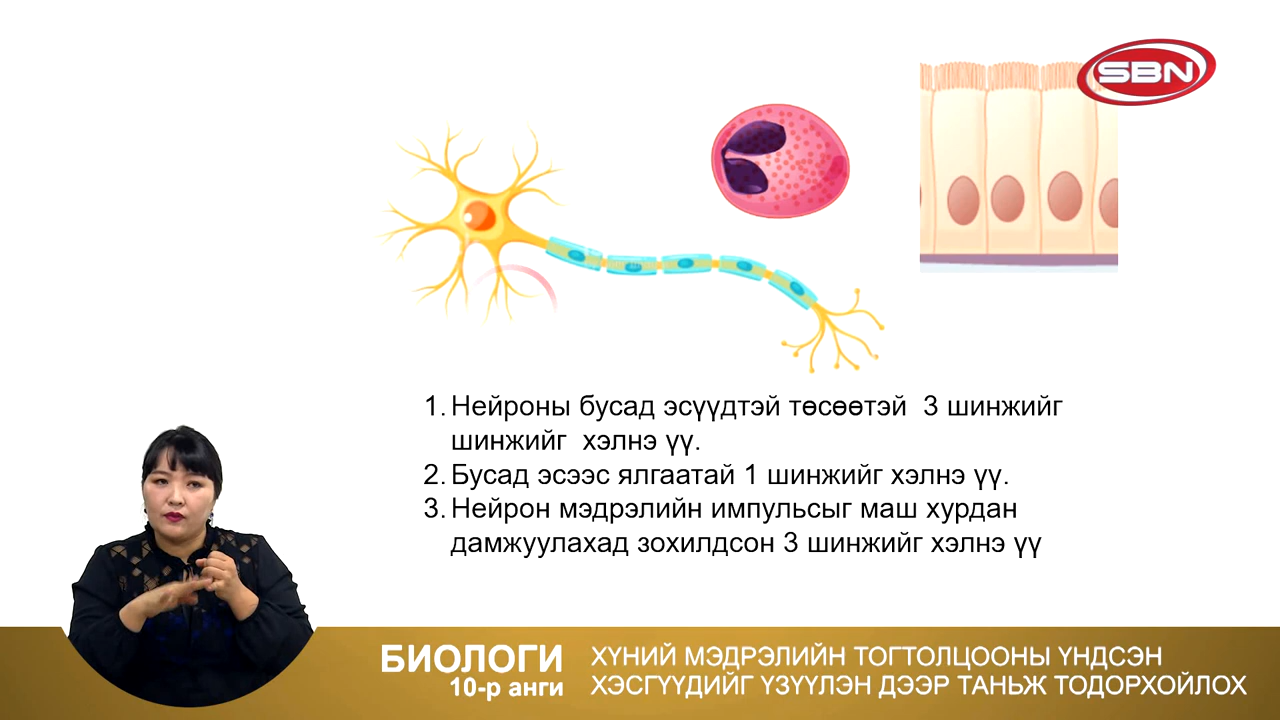 SBN
1. Нейроны бусад эсүүдтэй төсөөтэй 3 шинжийг
шинжийг хэлнэ үү.
2. Бусад эсээс ялгаатай 1 шинжийг хэлнэ үү.
3. Нейрон мэдрэлийн импульсыг маш хурдан
дамжуулахад зохилдсон 3 шинжийг хэлнэ үү
БИОЛОГИ
10-р анги
ХҮНИЙ МЭДРЭЛИЙН ТОГТОЛЦООНЫ ҮНДСЭН
ХЭСГҮҮДИЙГ ҮЗҮҮЛЭН ДЭЭР ТАНЬЖ ТОДОРХОЙЛОХ